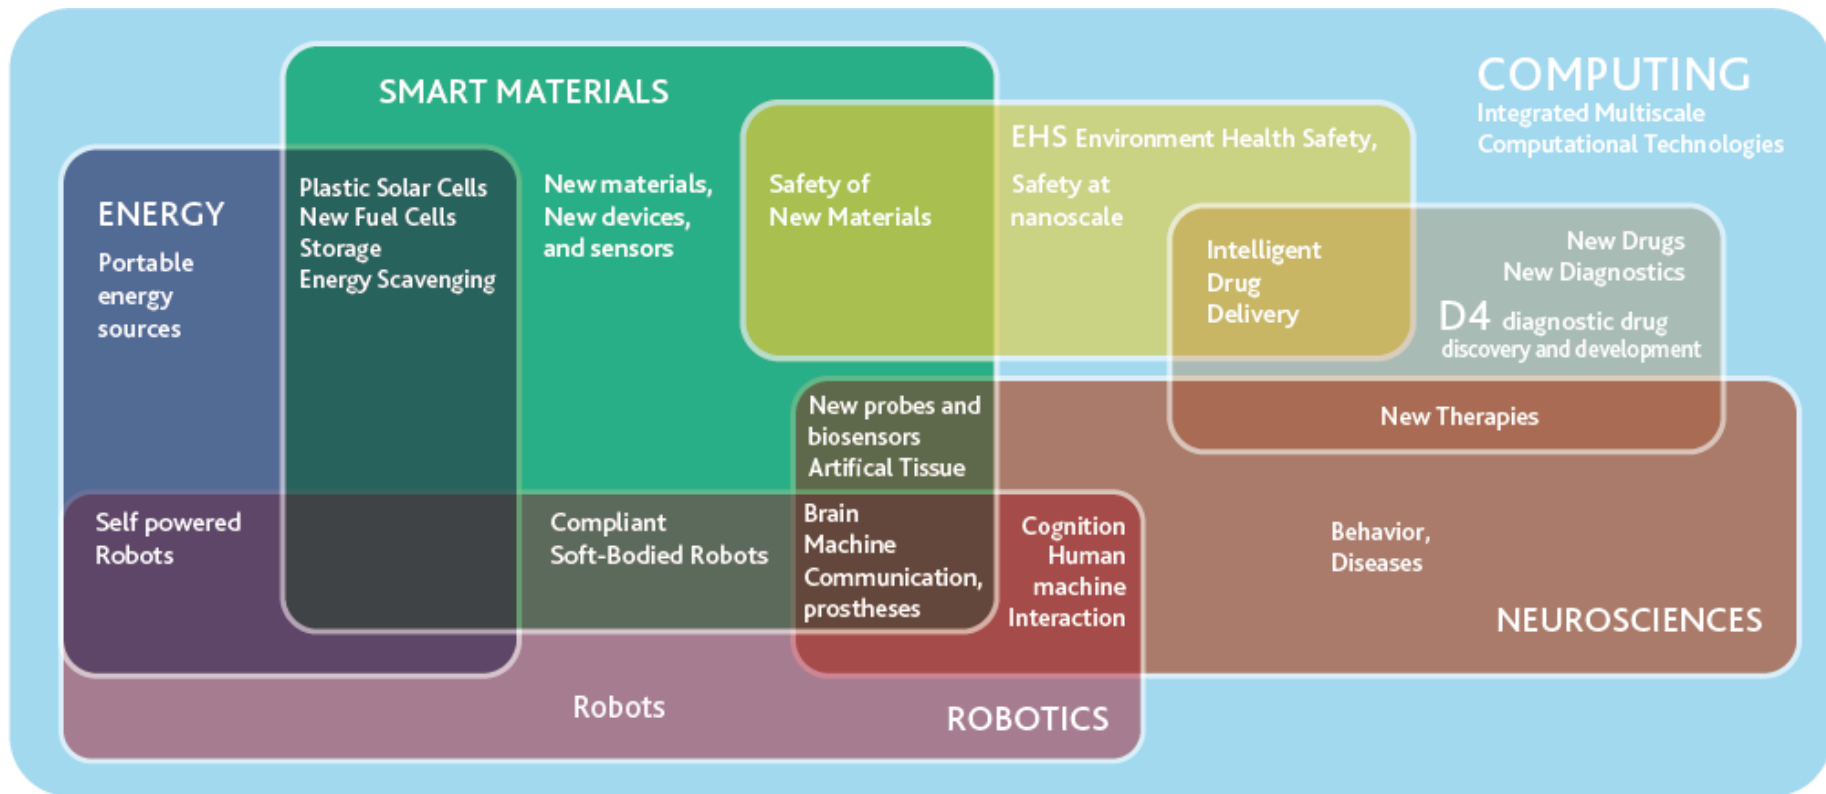 SMART MATERIALS
COMPUTING
Integrated Multiscale
Computational Technologies
EHS Environment Health Safety,
Safety at
nanoscale
Safety of
New Materials
New materials,
New devices,
and sensors
Plastic Solar Cells
New Fuel Cells
Storage
Energy Scavenging
ENERGY
Portable
energy
sources
Intelligent
Drug
Delivery
New Drugs
New Diagnostics
D4 diagnostic drug
discovery and development
New probes and
biosensors
Artifical Tissue
New Therapies
Self powered
Robots
Compliant
Soft-Bodied Robots
Brain
Machine
Communication,
prostheses
Cognition
Human
machine
Interaction
Behavior,
Diseases
NEUROSCIENCES
Robots
ROBOTICS